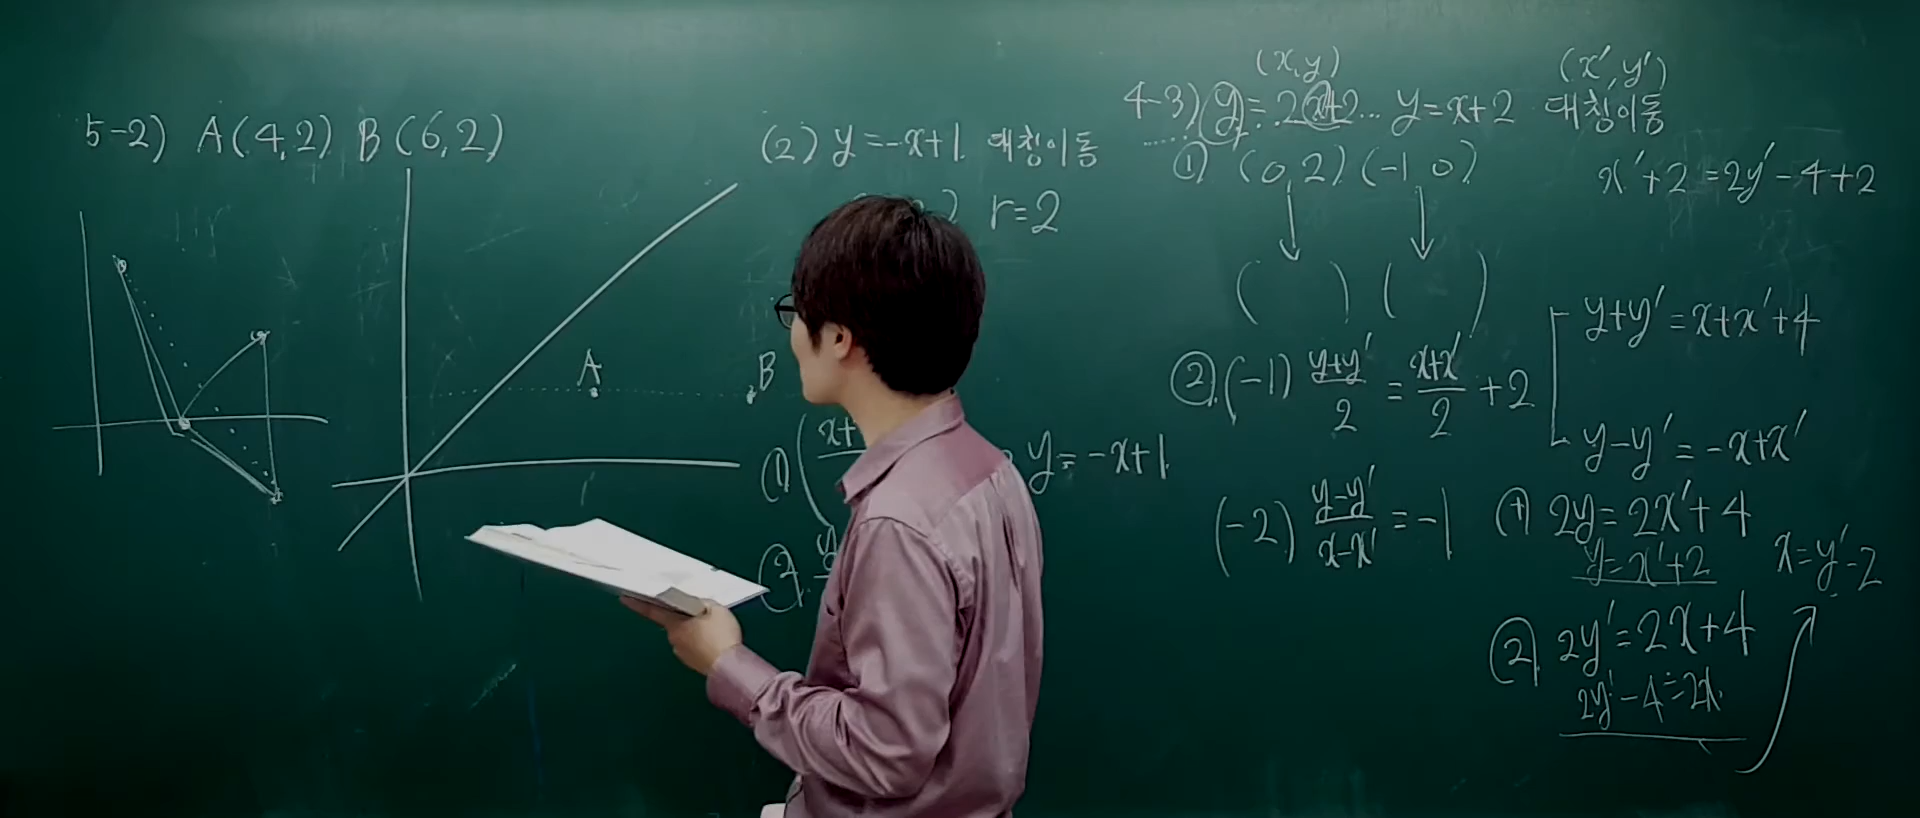 5-2) A(4,2) B(6,2)
A
B
(2) y=-x+1 대칭이동
r=2
① (x+
y=-x+1
②
(x,y)
(x',y')
4-3) y=2x+2... y=x+2 대칭이동
① (0,2) (-1 0)
x'+2=2y'-4+2
( ) ( )
② (-1) (y+y')/2 = (x+x')/2 +2
(-2) (y-y')/(x-x') = -1
y+y'=x+x'+4
y-y'=-x+x'
2y=2x'+4
y=x'+2
x=y'-2
② 2y'=2x+4
2y'-4=2x